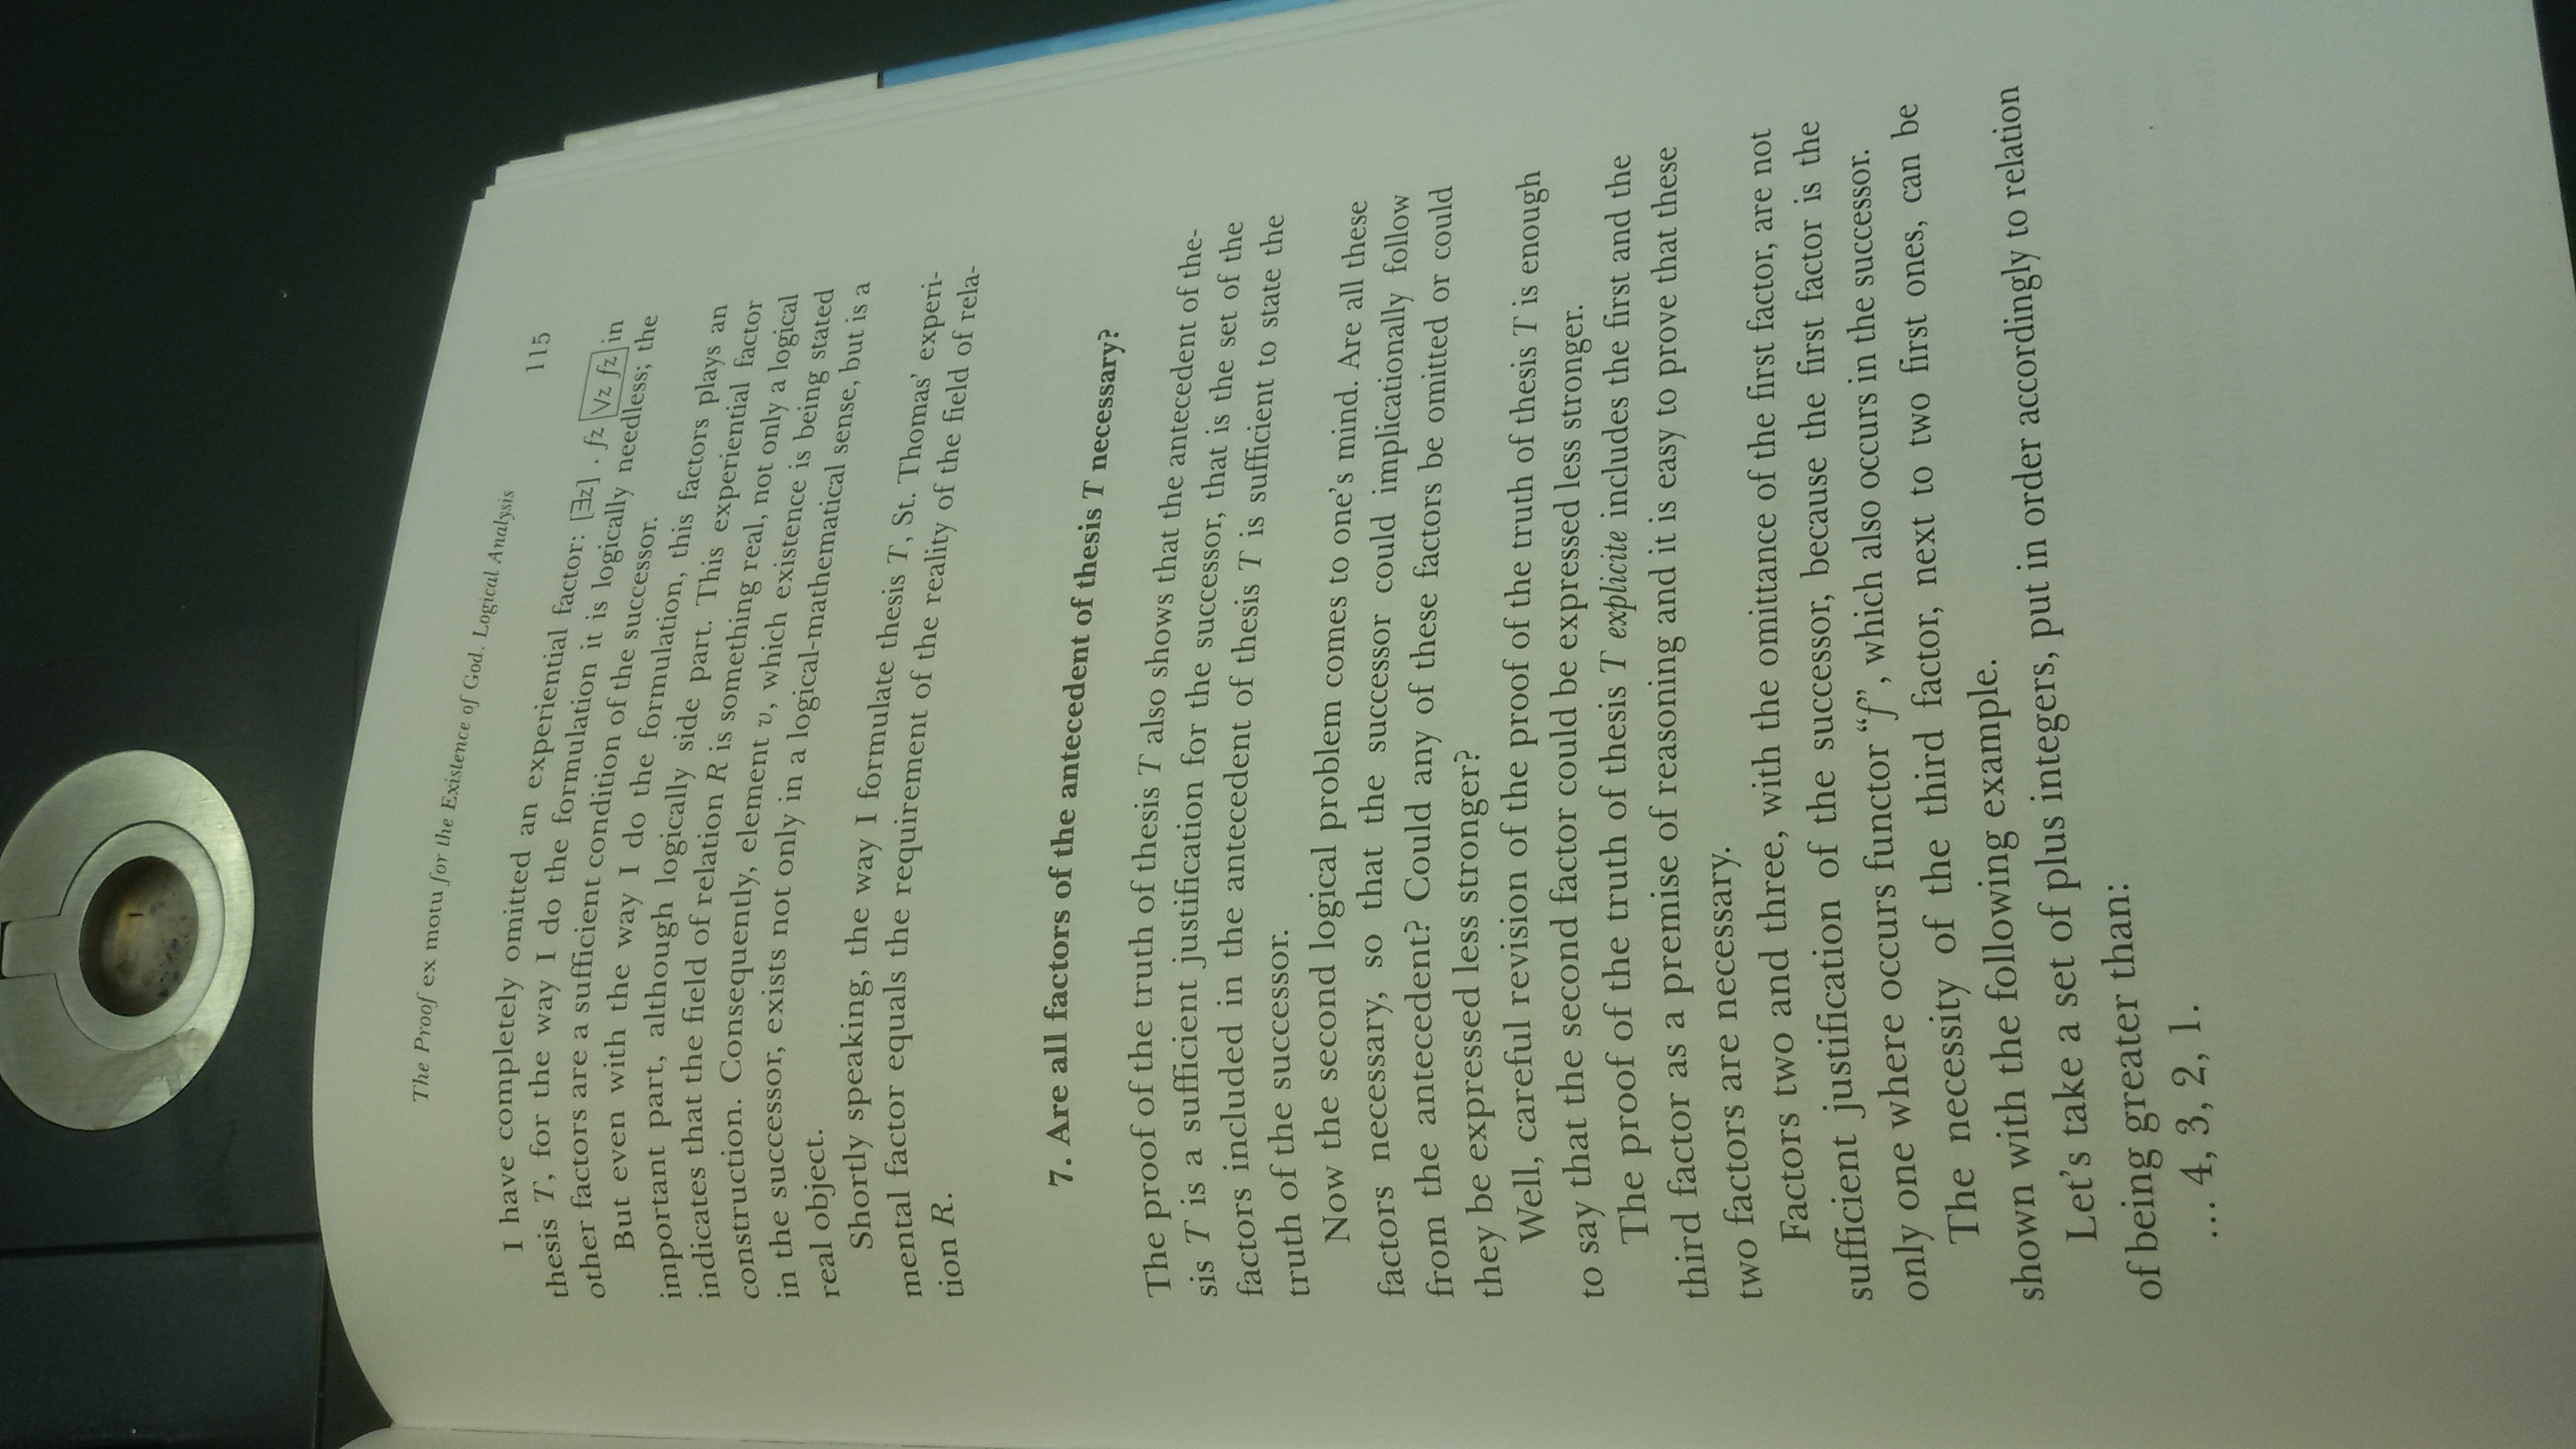 The Proof ex motu for the Existence of God. Logical Analysis 115
I have completely omitted an experiential factor: [∃z] . fz Vz fz in
thesis T, for the way I do the formulation it is logically needless; the
other factors are a sufficient condition of the successor.
But even with the way I do the formulation, this factors plays an
important part, although logically side part. This experiential factor
indicates that the field of relation R is something real, not only a logical
construction. Consequently, element v, which existence is being stated
in the successor, exists not only in a logical-mathematical sense, but is a
real object.
Shortly speaking, the way I formulate thesis T, St. Thomas’ experi-
mental factor equals the requirement of the reality of the field of rela-
tion R.
7. Are all factors of the antecedent of thesis T necessary?
The proof of the truth of thesis T also shows that the antecedent of the-
sis T is a sufficient justification for the successor, that is the set of the
factors included in the antecedent of thesis T is sufficient to state the
truth of the successor.
Now the second logical problem comes to one’s mind. Are all these
factors necessary, so that the successor could implicationally follow
from the antecedent? Could any of these factors be omitted or could
they be expressed less stronger?
Well, careful revision of the proof of the truth of thesis T is enough
to say that the second factor could be expressed less stronger.
The proof of the truth of thesis T explicite includes the first and the
third factor as a premise of reasoning and it is easy to prove that these
two factors are necessary.
Factors two and three, with the omittance of the first factor, are not
sufficient justification of the successor, because the first factor is the
only one where occurs functor “f”, which also occurs in the successor.
The necessity of the third factor, next to two first ones, can be
shown with the following example.
Let’s take a set of plus integers, put in order accordingly to relation
of being greater than:
... 4, 3, 2, 1.